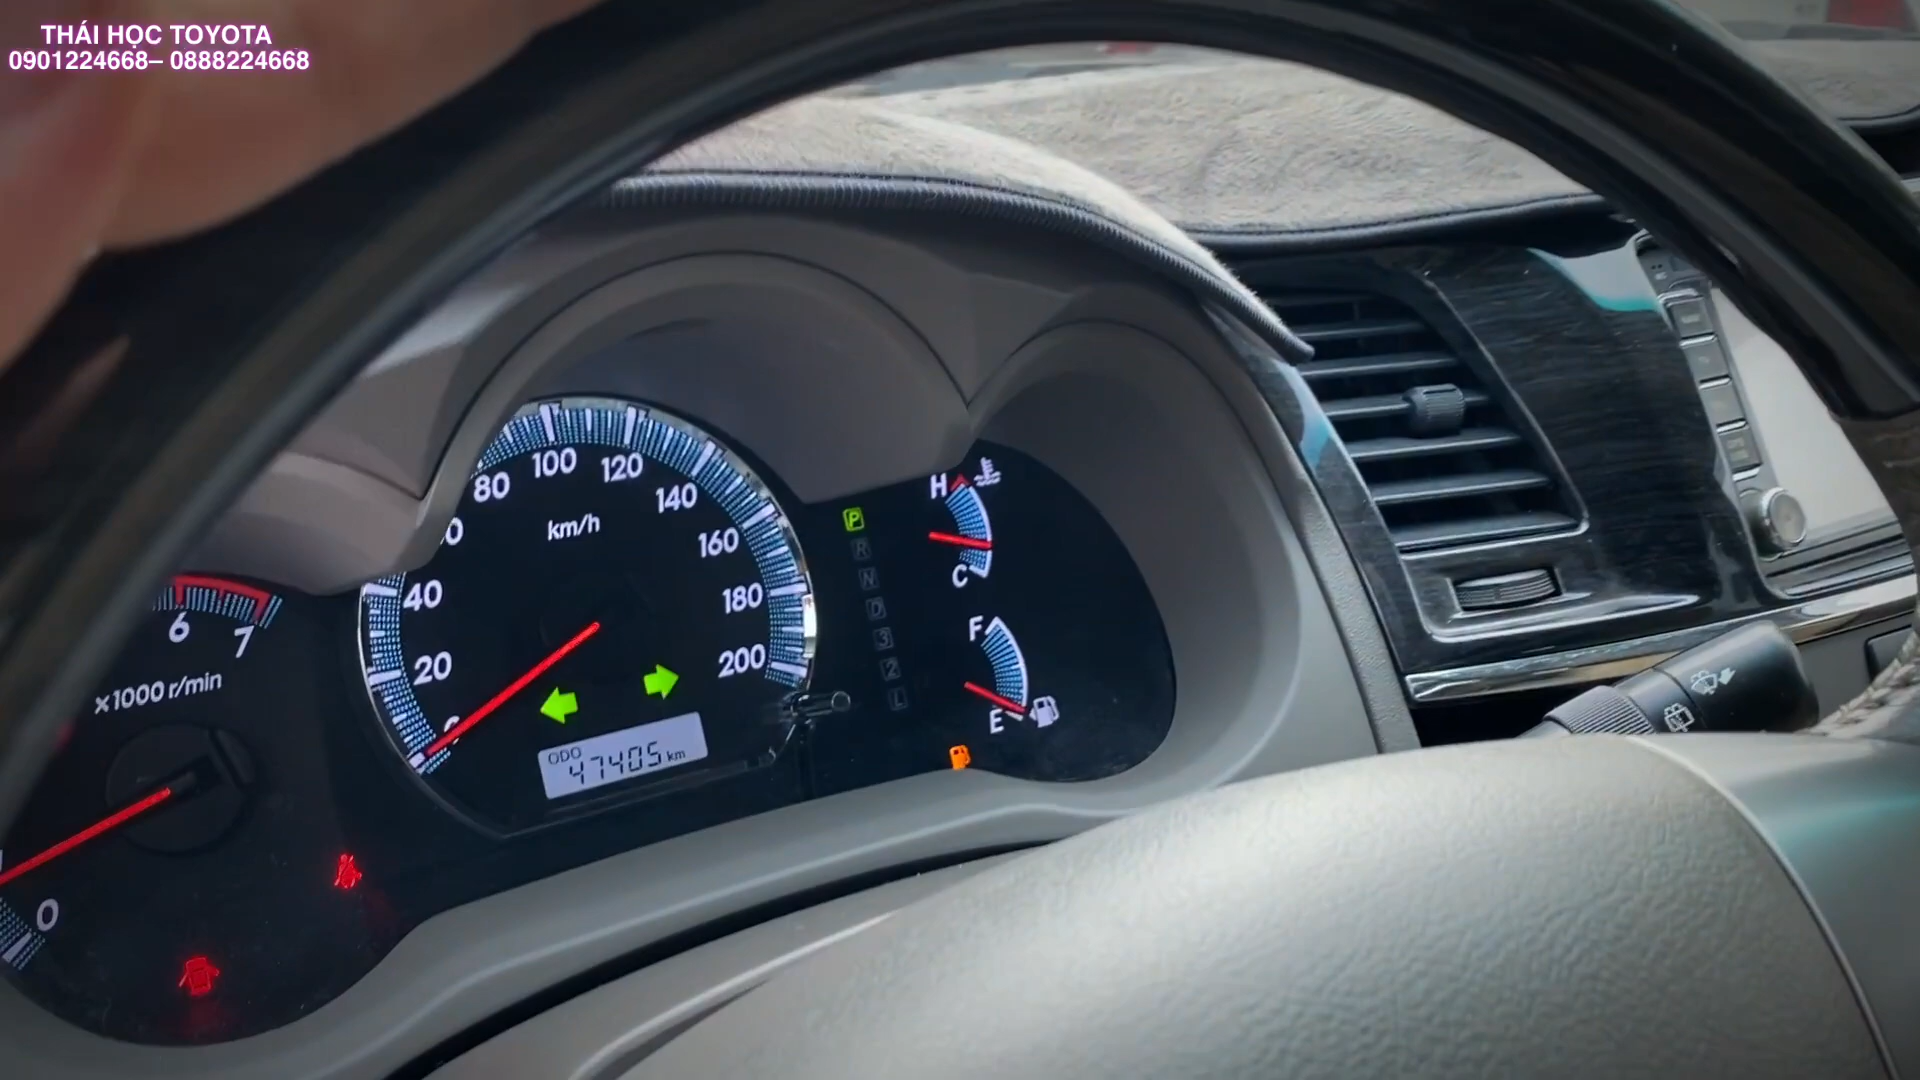 THÁI HỌC TOYOTA
0901224668– 0888224668
80
100
120
140
km/h
160
40
180
20
200
ODO
47405 km
6
7
x1000 r/min
0
P
R
N
D
3
2
L
H
C
F
E